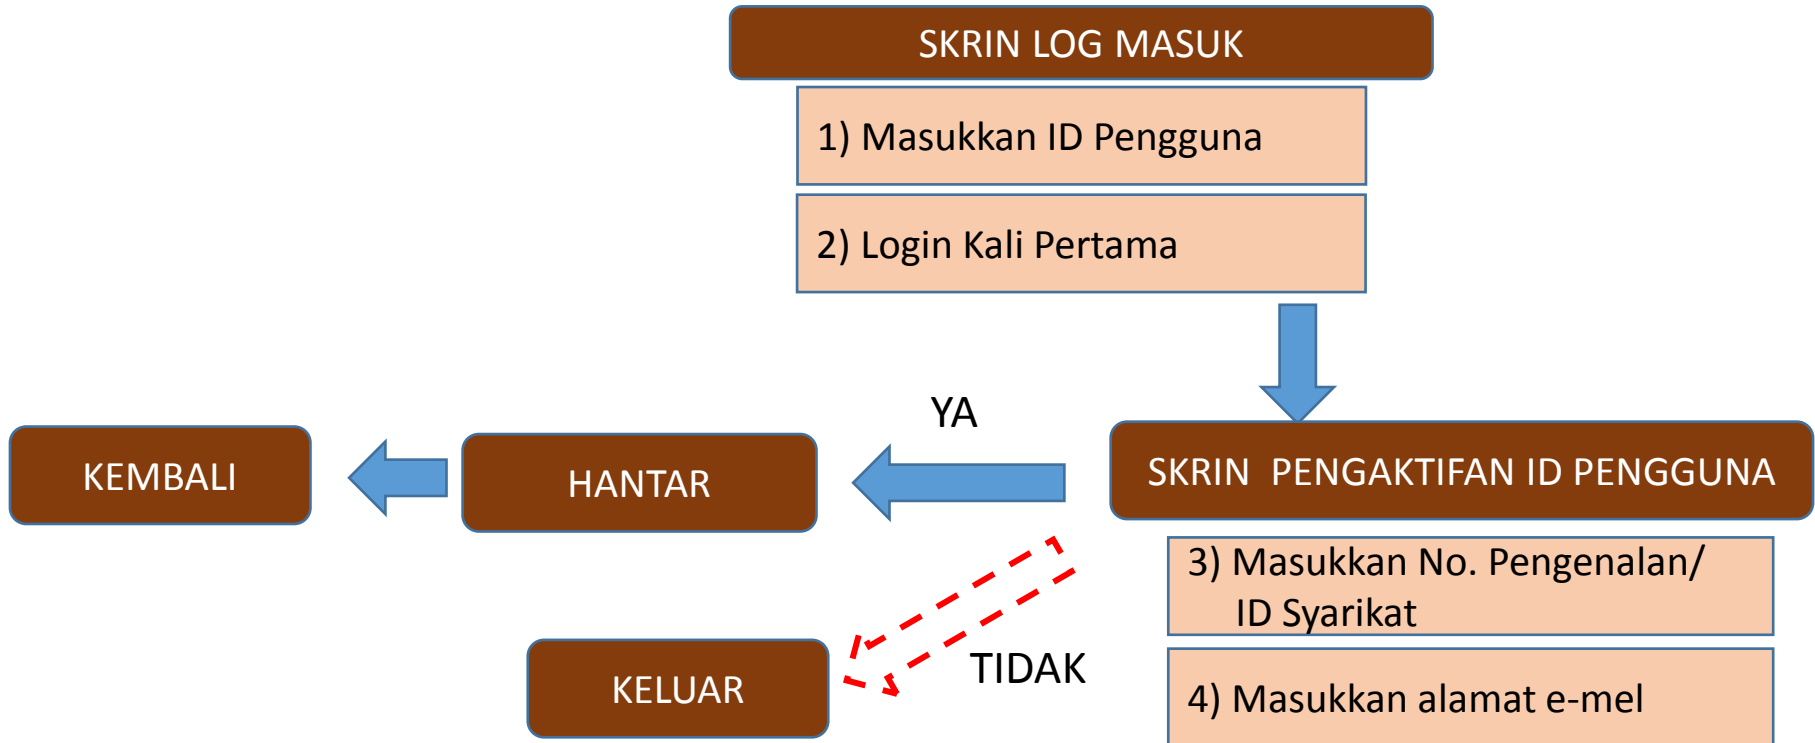 SKRIN LOG MASUK
1) Masukkan ID Pengguna
2) Login Kali Pertama
YA
KEMBALI
HANTAR
SKRIN PENGAKTIFAN ID PENGGUNA
3) Masukkan No. Pengenalan/
ID Syarikat
KELUAR
TIDAK
4) Masukkan alamat e-mel